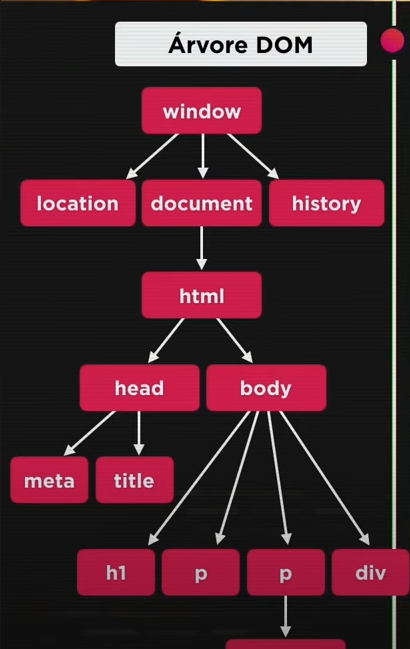 Árvore DOM
window
location document history
html
head body
meta title
h1 p p div